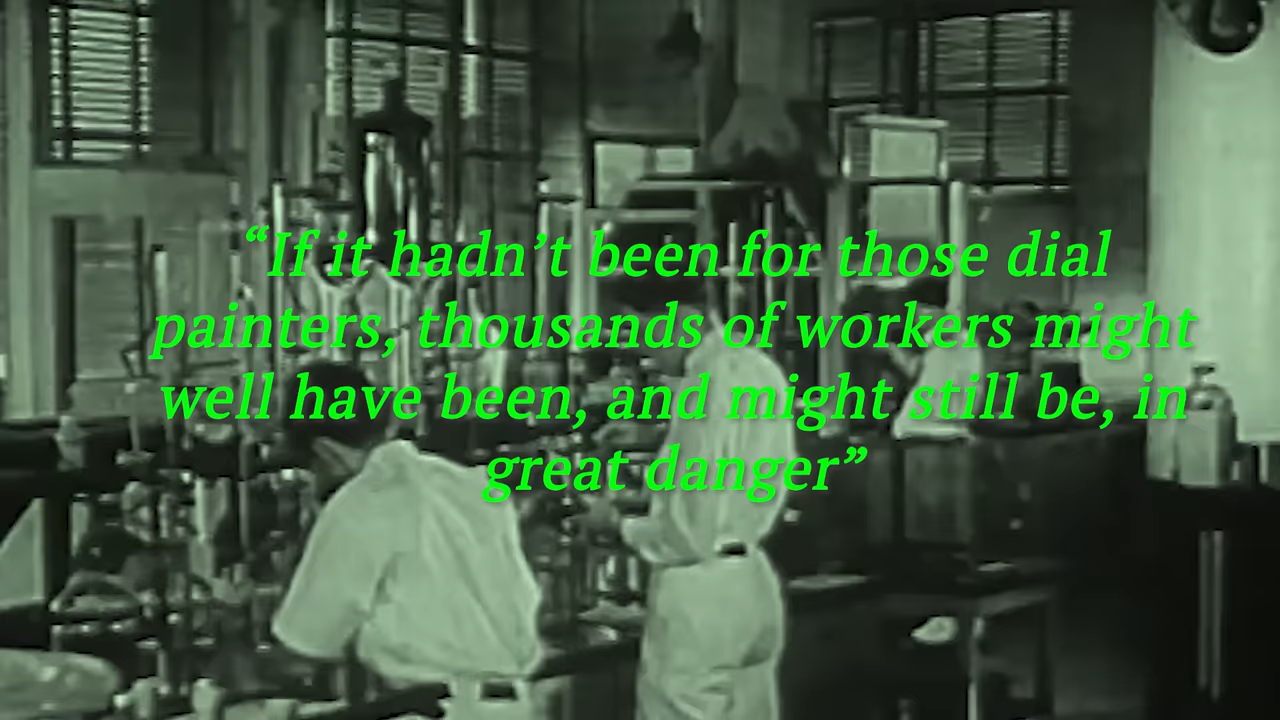 “If it hadn’t been for those dial
painters, thousands of workers might
well have been, and might still be, in
great danger”